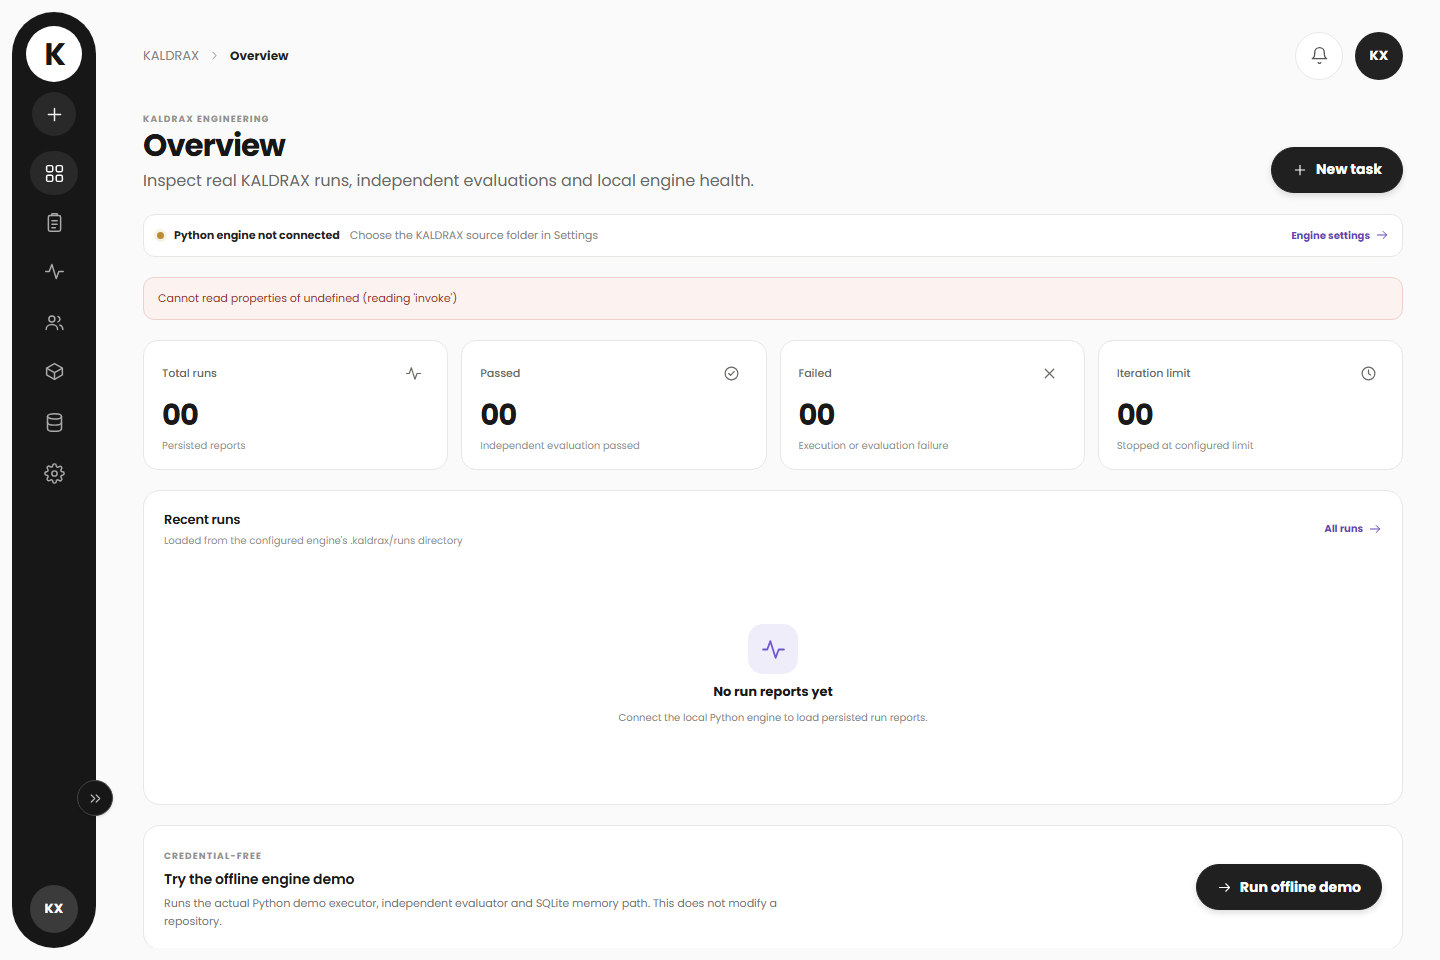 K
KALDRAX > Overview
KX
KALDRAX ENGINEERING
Overview
Inspect real KALDRAX runs, independent evaluations and local engine health.
New task
Python engine not connected Choose the KALDRAX source folder in Settings
Engine settings
Cannot read properties of undefined (reading 'invoke')
Total runs
00
Persisted reports
Passed
00
Independent evaluation passed
Failed
00
Execution or evaluation failure
Iteration limit
00
Stopped at configured limit
Recent runs
Loaded from the configured engine's .kaldrax/runs directory
All runs
No run reports yet
Connect the local Python engine to load persisted run reports.
CREDENTIAL-FREE
Try the offline engine demo
Runs the actual Python demo executor, independent evaluator and SQLite memory path. This does not modify a
repository.
Run offline demo
KX